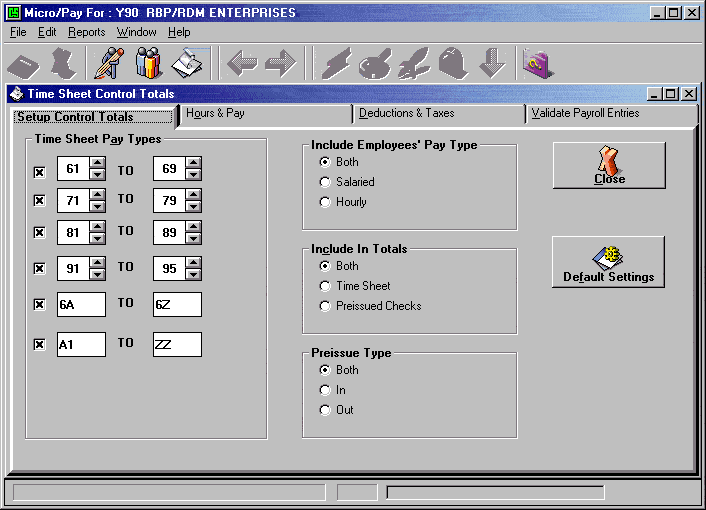 Micro/Pay For : Y90 RBP/RDM ENTERPRISES
File Edit Reports Window Help
Time Sheet Control Totals
Setup Control Totals Hours & Pay Deductions & Taxes Validate Payroll Entries
Time Sheet Pay Types
61 TO 69
71 TO 79
81 TO 89
91 TO 95
6A TO 6Z
A1 TO ZZ
Include Employees' Pay Type
Both
Salaried
Hourly
Include In Totals
Both
Time Sheet
Preissued Checks
Preissue Type
Both
In
Out
Close
Default Settings